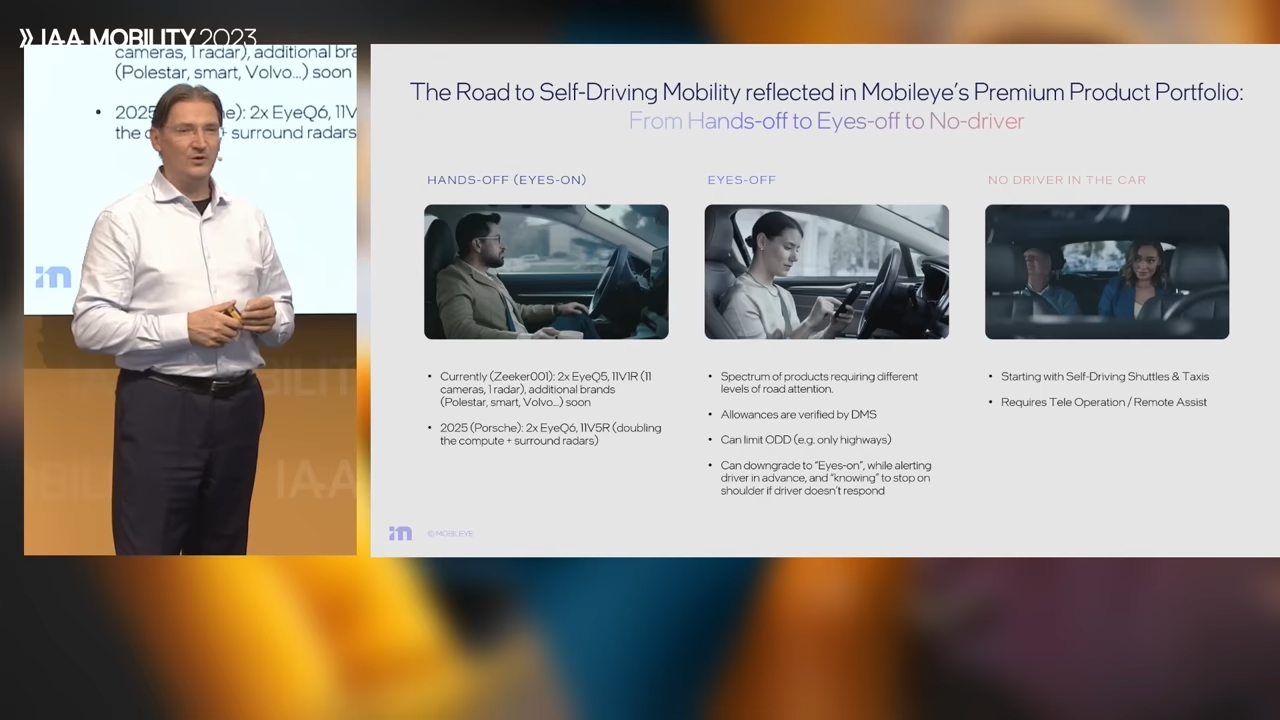 IAA MOBILITY 2023
cameras, 1 radar), additional bra
(Polestar, smart, Volvo...) soon
• 2025 he): 2x EyeQ6, 11V
the c + surround radars
The Road to Self-Driving Mobility reflected in Mobileye's Premium Product Portfolio:
From Hands-off to Eyes-off to No-driver
HANDS-OFF (EYES-ON)
• Currently (Zeeker001): 2x EyeQ5, 11V1R (11
cameras, 1 radar), additional brands
(Polestar, smart, Volvo...) soon
• 2025 (Porsche): 2x EyeQ6, 11V5R (doubling
the compute + surround radars)
EYES-OFF
• Spectrum of products requiring different
levels of road attention.
• Allowances are verified by DMS
• Can limit ODD (e.g. only highways)
• Can downgrade to "Eyes-on", while alerting
driver in advance, and "knowing" to stop on
shoulder if driver doesn't respond
NO DRIVER IN THE CAR
• Starting with Self-Driving Shuttles & Taxis
• Requires Tele Operation / Remote Assist
© MOBILEYE
IAA